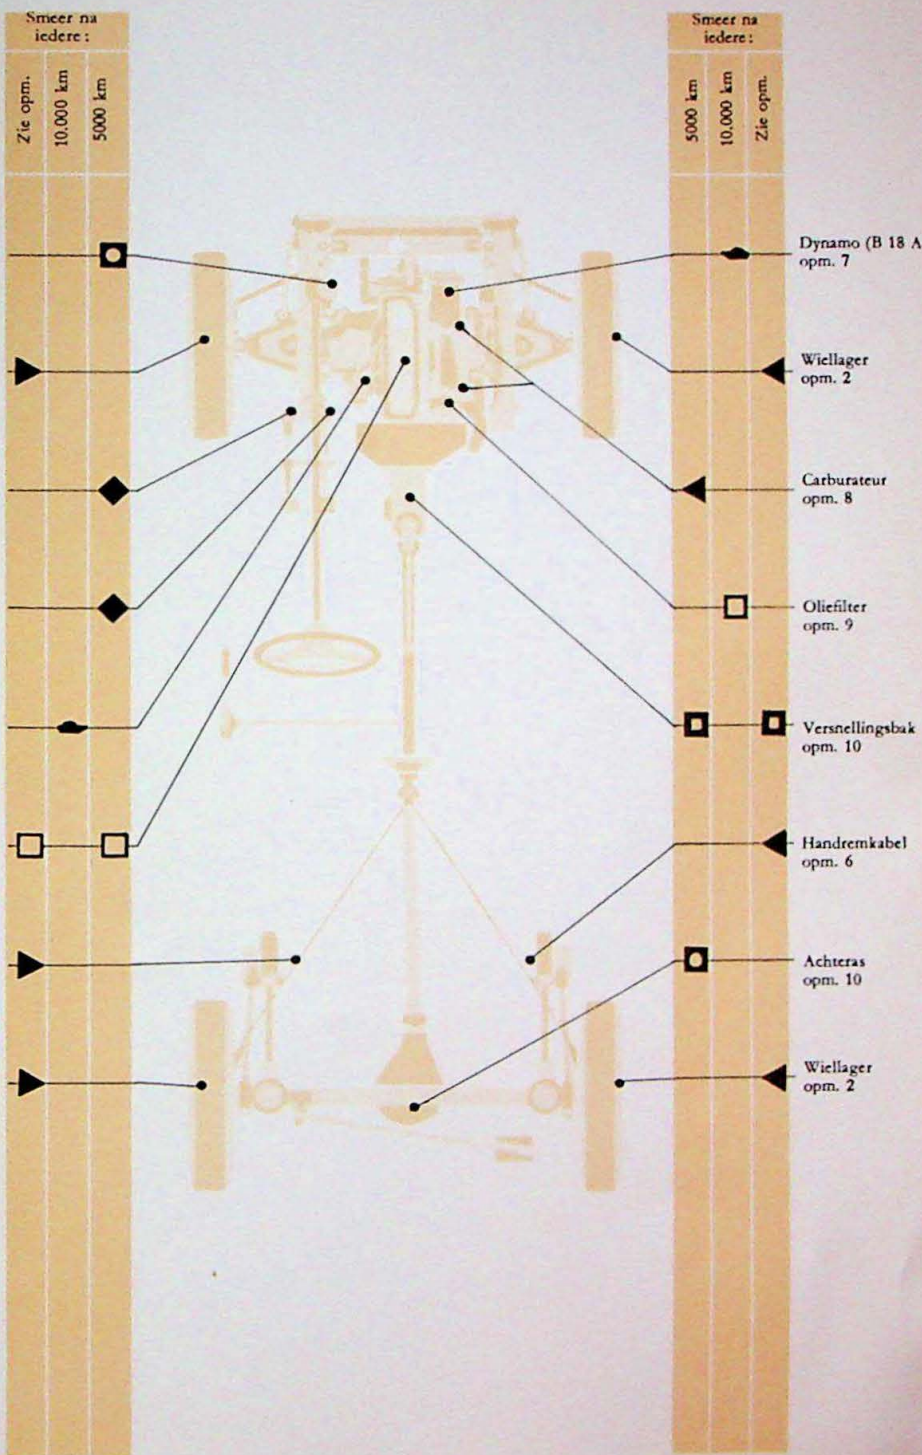 Smeer na
iedere:
Zie opm.
10.000 km
5000 km
Smeer na
iedere:
5000 km
10.000 km
Zie opm.
Dynamo (B 18 A
opm. 7
Wiellager
opm. 2
Carburateur
opm. 8
Oliefilter
opm. 9
Versnellingsbak
opm. 10
Handremkabel
opm. 6
Achteras
opm. 10
Wiellager
opm. 2